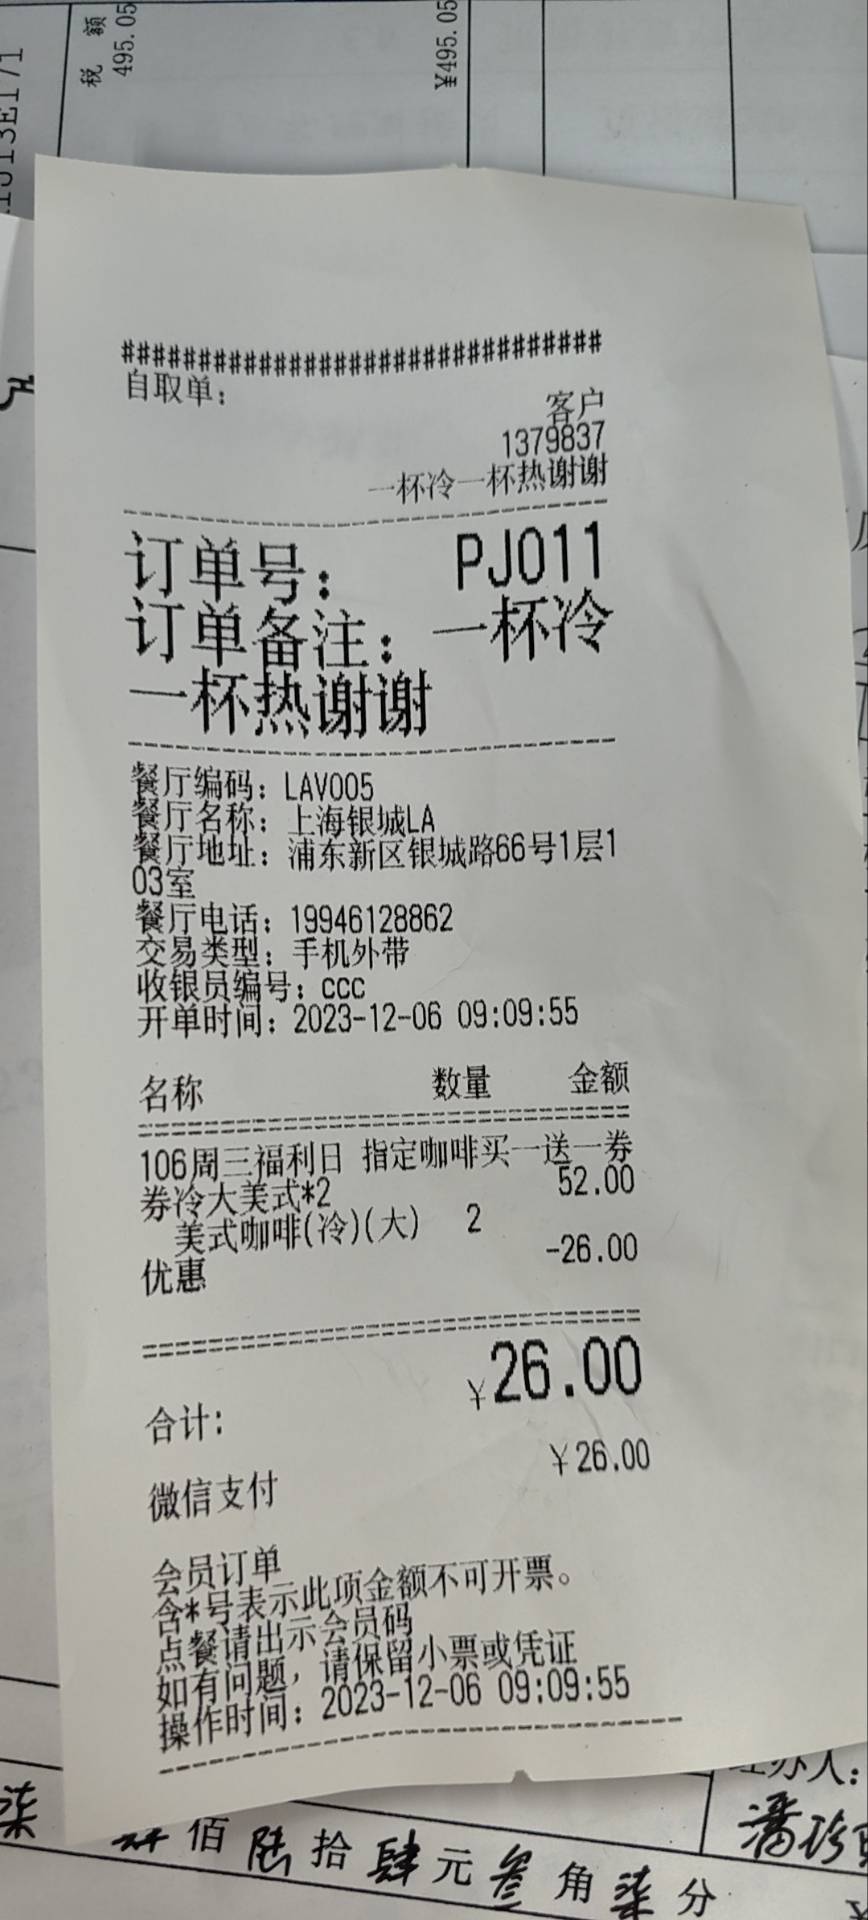 税 额
495.05
¥495.05
##############################
自取单：
客户
1379837
一杯冷一杯热谢谢
订单号： PJ011
订单备注：一杯冷
一杯热谢谢
餐厅编码：LAV005
餐厅名称：上海银城LA
餐厅地址：浦东新区银城路66号1层1
03室
餐厅电话：19946128862
交易类型：手机外带
收银员编号：ccc
开单时间：2023-12-06 09:09:55
名称 数量 金额
106周三福利日 指定咖啡买一送一券
券冷大美式*2 52.00
美式咖啡(冷)(大) 2
优惠 -26.00
合计： ¥26.00
微信支付 ¥26.00
会员订单
含*号表示此项金额不可开票。
点餐请出示会员码
如有问题，请保留小票或凭证
操作时间：2023-12-06 09:09:55
办人：
柒 佰 陆 拾 肆 元 叁 角 柒 分